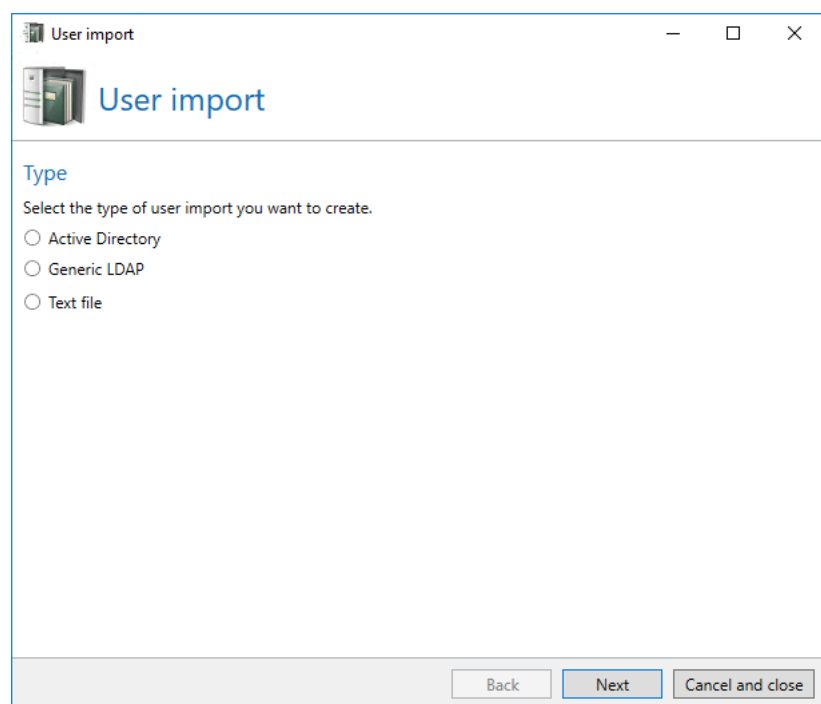 User import
User import
Type
Select the type of user import you want to create.
Active Directory
Generic LDAP
Text file
Back Next Cancel and close